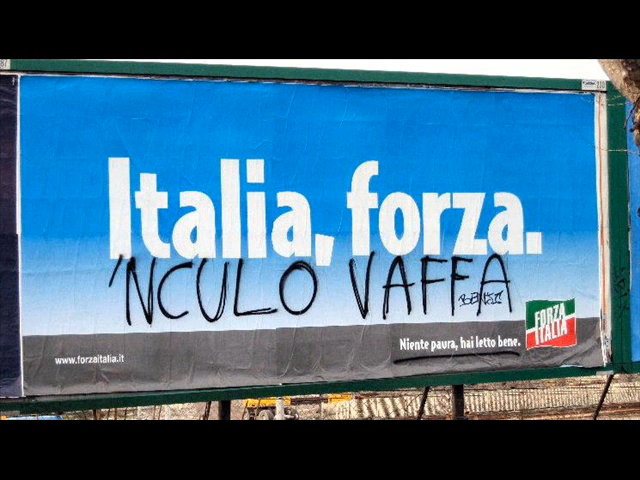 Italia, forza.
'NCULO VAFFA
FORZA
ITALIA
Niente paura, hai letto bene.
www.forzaitalia.it